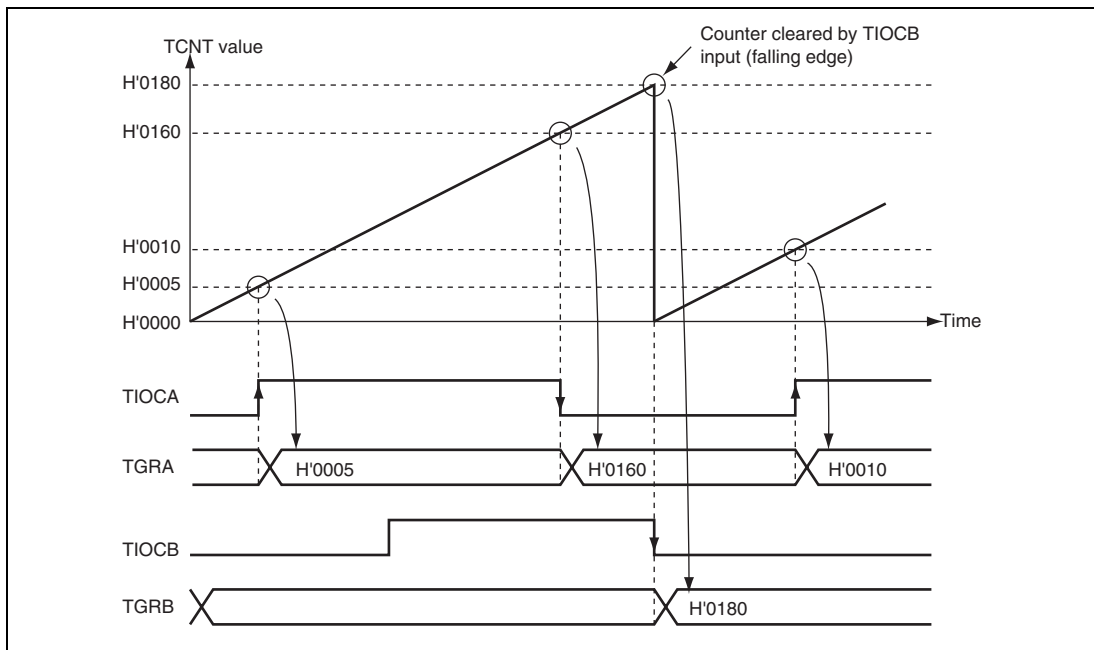 TCNT value
Counter cleared by TIOCB
input (falling edge)
H'0180
H'0160
H'0010
H'0005
H'0000
Time
TIOCA
TGRA
H'0005
H'0160
H'0010
TIOCB
TGRB
H'0180